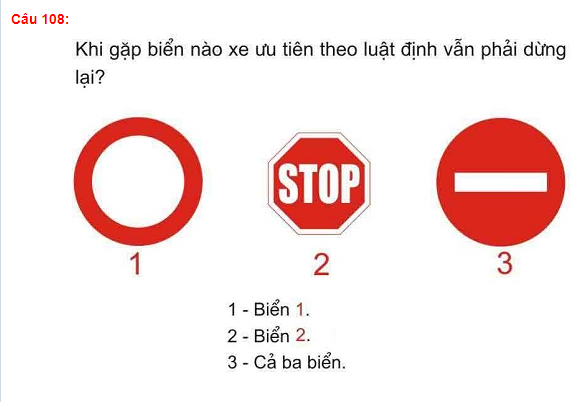 Câu 108:
Khi gặp biển nào xe ưu tiên theo luật định vẫn phải dừng
lại?
STOP
1 2 3
1 - Biển 1.
2 - Biển 2.
3 - Cả ba biển.